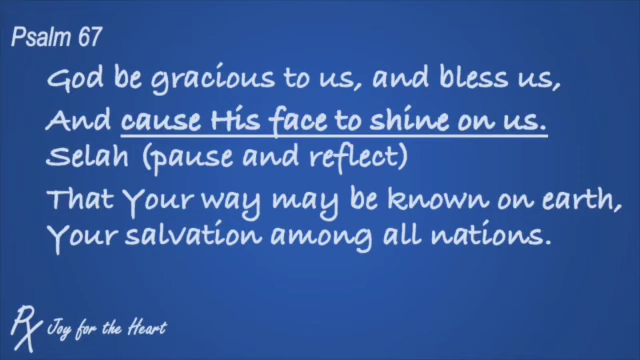 Psalm 67
God be gracious to us, and bless us,
And cause His face to shine on us.
Selah (pause and reflect)
That Your way may be known on earth,
Your salvation among all nations.
Rx Joy for the Heart